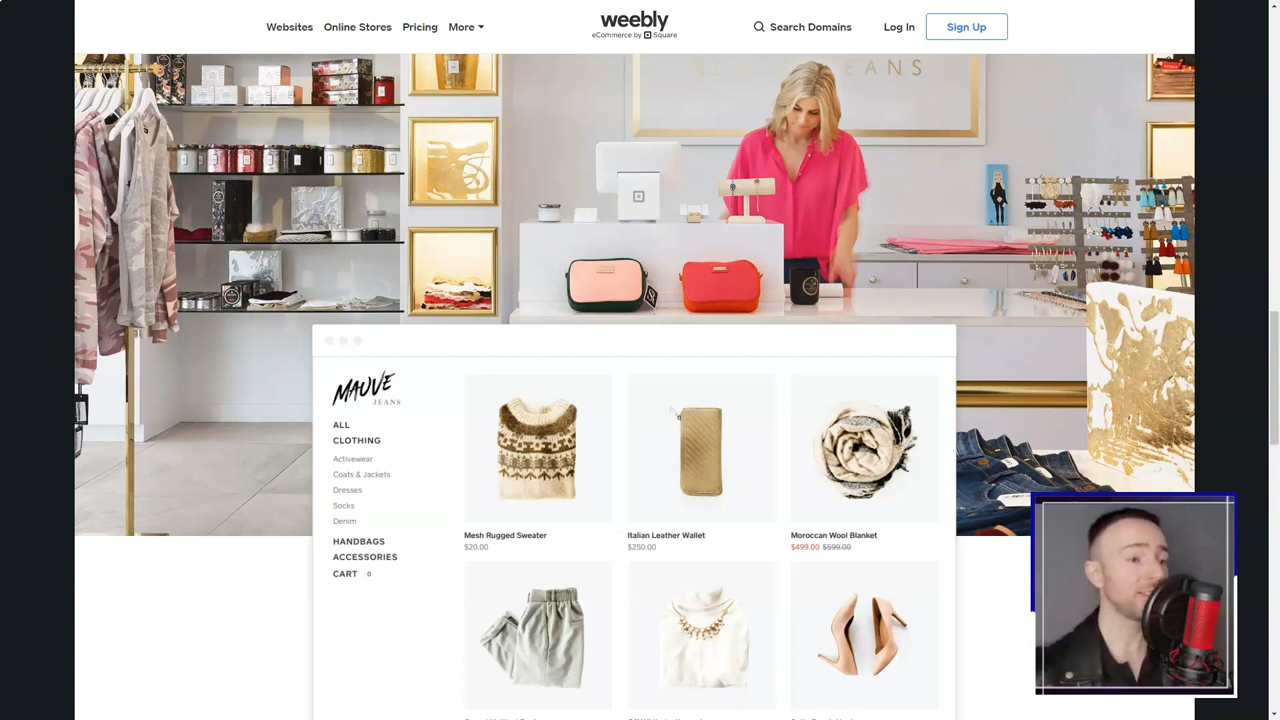 Websites Online Stores Pricing More weebly eCommerce by Square Search Domains Log In Sign Up
JEANS
MAUVE
JEANS
ALL
CLOTHING
Activewear
Coats & Jackets
Dresses
Socks
Denim
HANDBAGS
ACCESSORIES
CART 0
Mesh Rugged Sweater
$20.00
Italian Leather Wallet
$250.00
Moroccan Wool Blanket
$499.00 $599.00